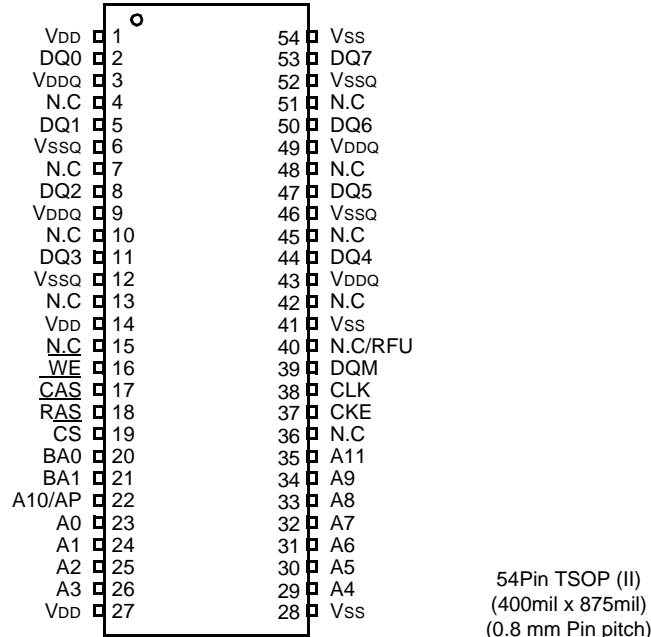 VDD 1 54 VSS
DQ0 2 53 DQ7
VDDQ 3 52 VSSQ
N.C 4 51 N.C
DQ1 5 50 DQ6
VSSQ 6 49 VDDQ
N.C 7 48 N.C
DQ2 8 47 DQ5
VDDQ 9 46 VSSQ
N.C 10 45 N.C
DQ3 11 44 DQ4
VSSQ 12 43 VDDQ
N.C 13 42 N.C
VDD 14 41 VSS
N.C 15 40 N.C/RFU
WE 16 39 DQM
CAS 17 38 CLK
RAS 18 37 CKE
CS 19 36 N.C
BA0 20 35 A11
BA1 21 34 A9
A10/AP 22 33 A8
A0 23 32 A7
A1 24 31 A6
A2 25 30 A5
A3 26 29 A4
VDD 27 28 VSS
54Pin TSOP (II)
(400mil x 875mil)
(0.8 mm Pin pitch)